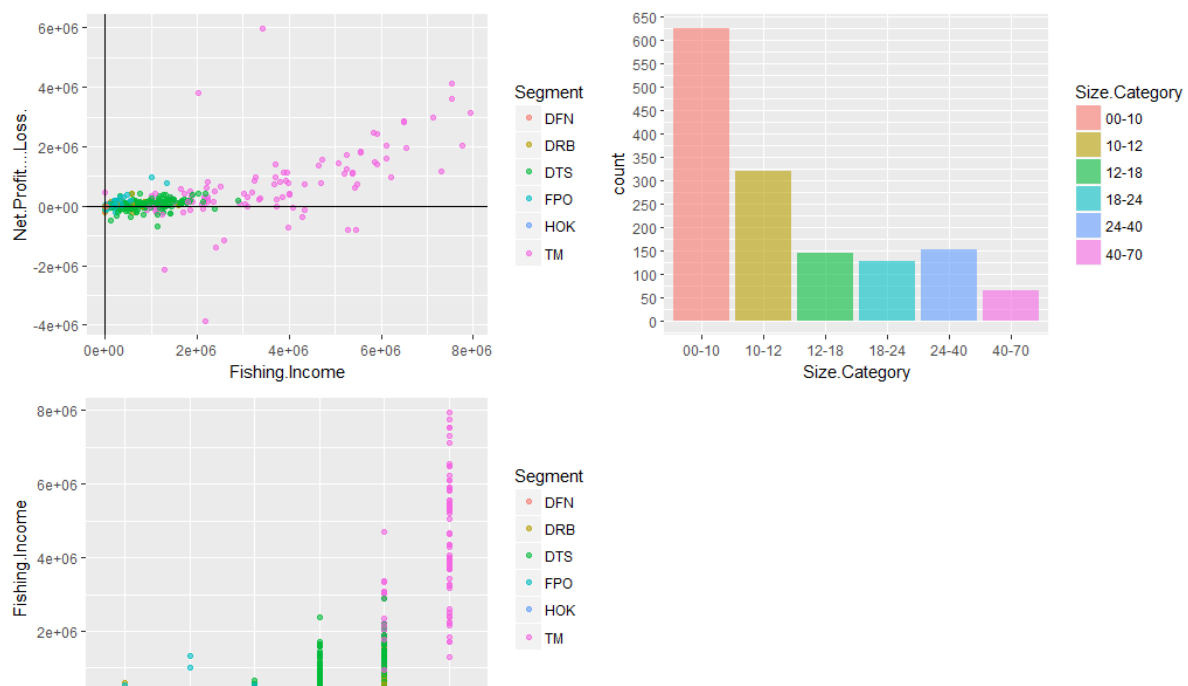 6e+06
4e+06
2e+06
0e+00
-2e+06
-4e+06
Net.Profit....Loss.
0e+00 2e+06 4e+06 6e+06 8e+06
Fishing.Income
Segment
DFN
DRB
DTS
FPO
HOK
TM
650
600
550
500
450
400
350
300
250
200
150
100
50
0
count
00-10 10-12 12-18 18-24 24-40 40-70
Size.Category
Size.Category
00-10
10-12
12-18
18-24
24-40
40-70
8e+06
6e+06
4e+06
2e+06
Fishing.Income
Segment
DFN
DRB
DTS
FPO
HOK
TM